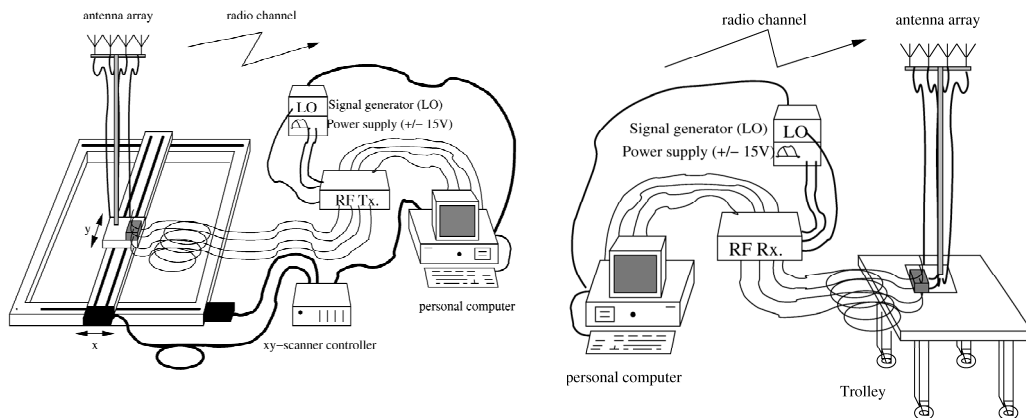 antenna array
radio channel
LO
Signal generator (LO)
Power supply (+/− 15V)
RF Tx.
y
x
personal computer
xy−scanner controller
radio channel
antenna array
Signal generator (LO)
LO
Power supply (+/− 15V)
RF Rx.
personal computer
Trolley